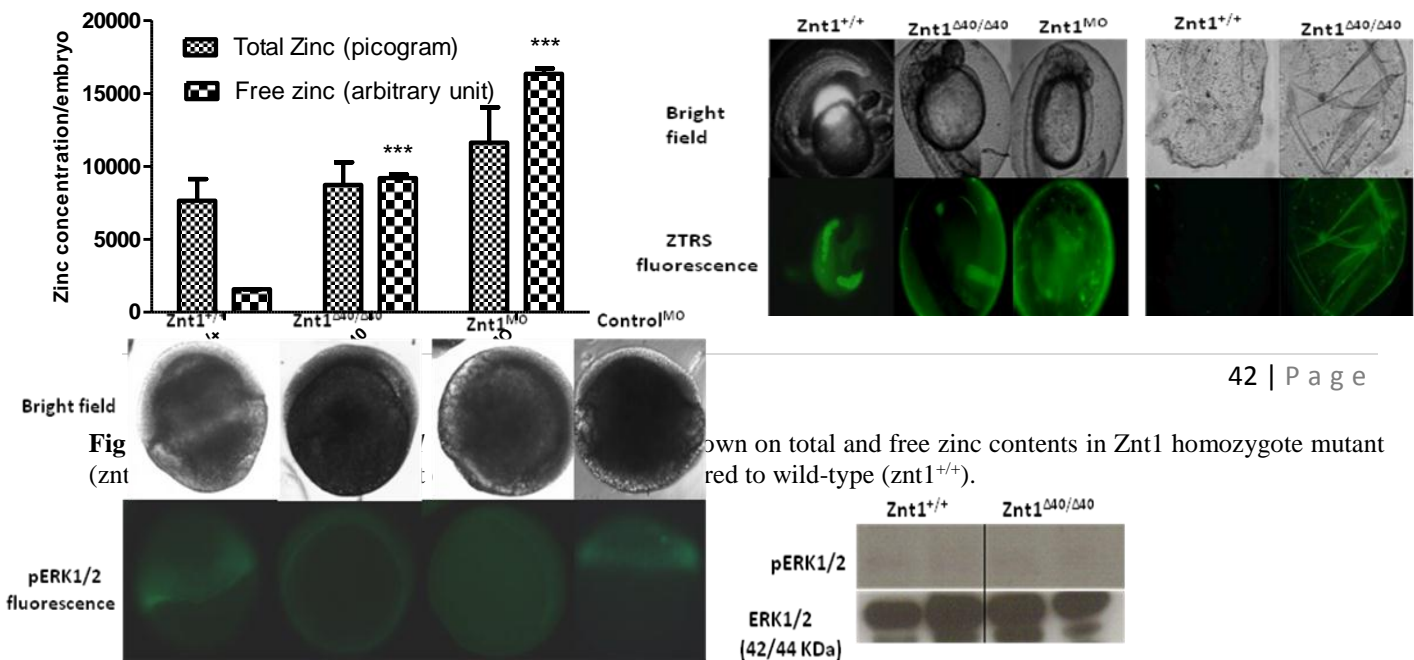 20000
15000
10000
5000
0
Zinc concentration/embryo
Total Zinc (picogram)
Free zinc (arbitrary unit)
***
***
Znt1+/+
Znt1Δ40/Δ40
Znt1MO
ControlMO
Bright field
pERK1/2
fluorescence
Znt1+/+ Znt1Δ40/Δ40 Znt1MO Znt1+/+ Znt1Δ40/Δ40
Bright
field
ZTRS
fluorescence
42 | Page
Fig own on total and free zinc contents in Znt1 homozygote mutant
(znt red to wild-type (znt1+/+).
Znt1+/+ Znt1Δ40/Δ40
pERK1/2
ERK1/2
(42/44 KDa)